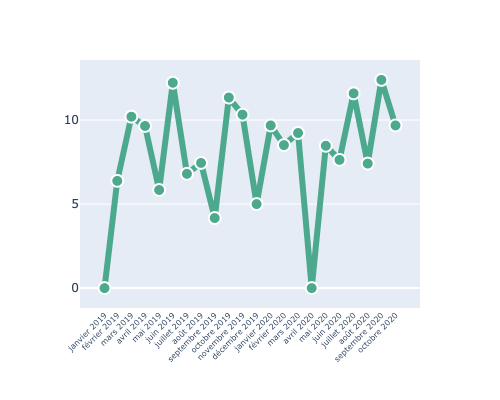 10
5
0
janvier 2019
février 2019
mars 2019
avril 2019
mai 2019
juin 2019
juillet 2019
août 2019
septembre 2019
octobre 2019
novembre 2019
décembre 2019
janvier 2020
février 2020
mars 2020
avril 2020
mai 2020
juin 2020
juillet 2020
août 2020
septembre 2020
octobre 2020